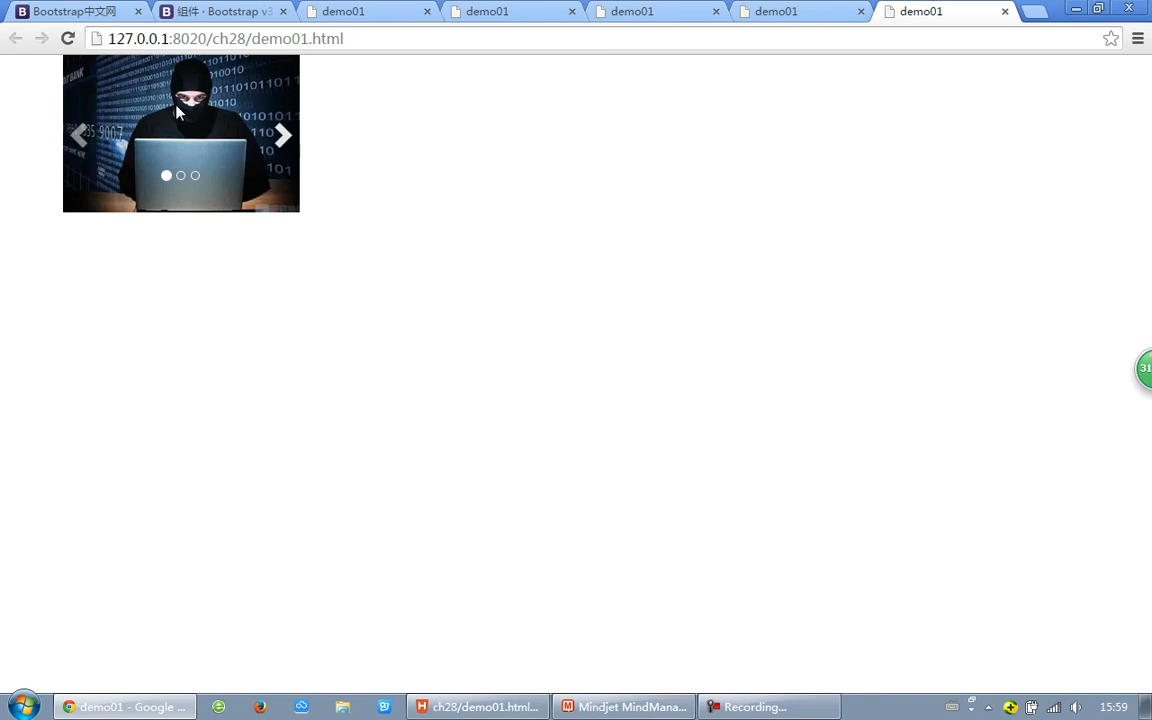 Bootstrap中文网
组件 · Bootstrap v3
demo01
demo01
demo01
demo01
demo01
127.0.0.1:8020/ch28/demo01.html
31
demo01 - Google ...
ch28/demo01.html...
Mindjet MindMana...
Recording...
15:59